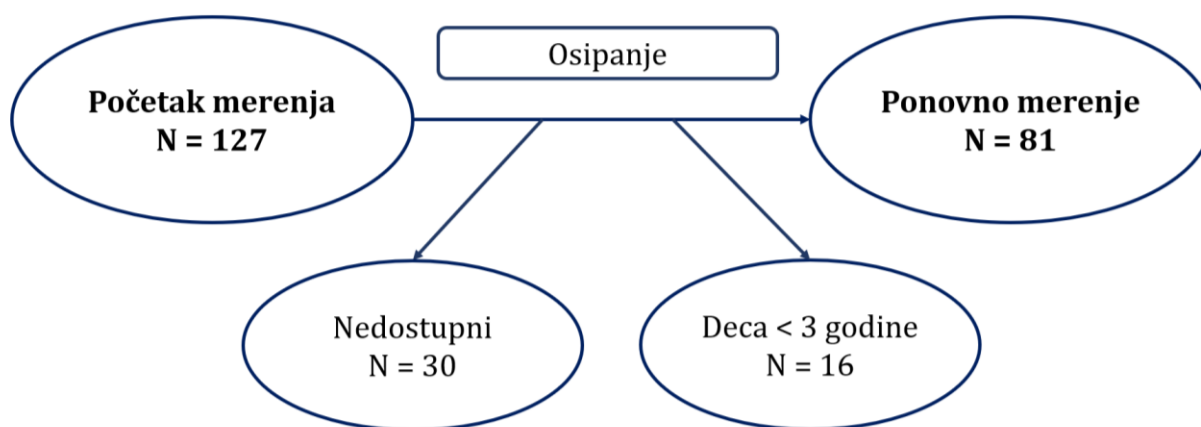 Osipanje
Početak merenja
N = 127
Ponovno merenje
N = 81
Nedostupni
N = 30
Deca < 3 godine
N = 16